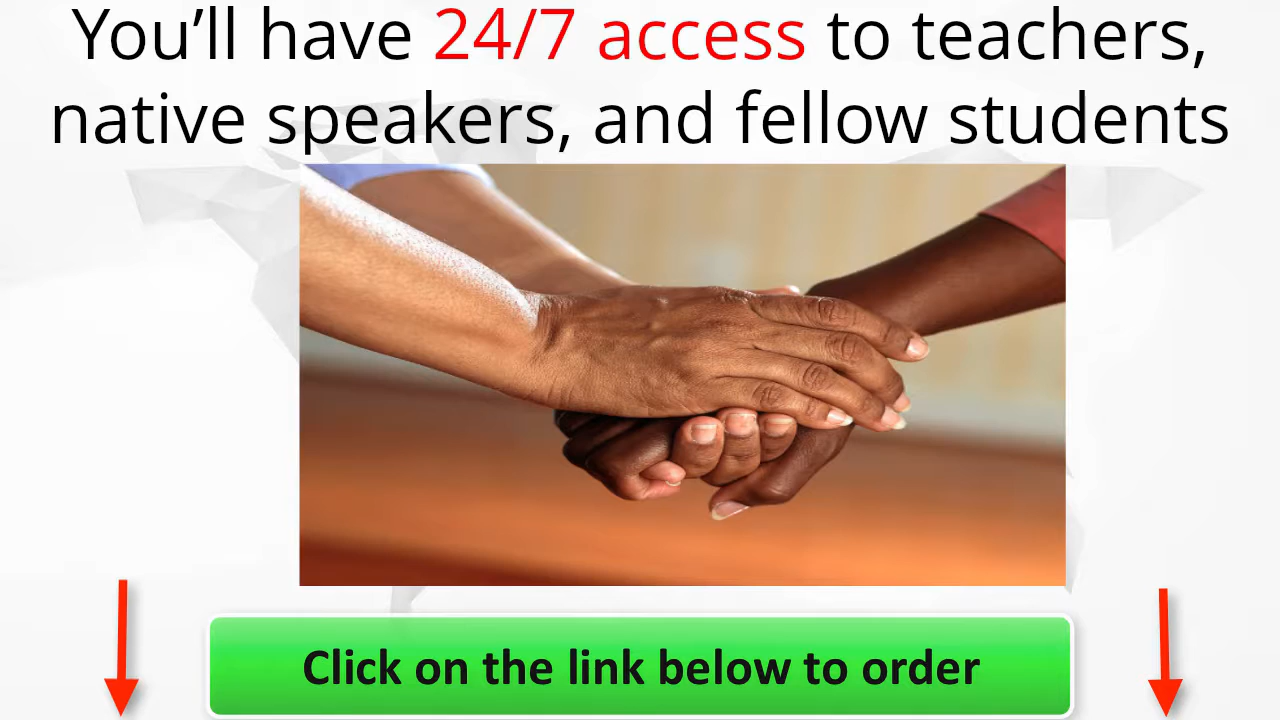 You’ll have 24/7 access to teachers,
native speakers, and fellow students
Click on the link below to order